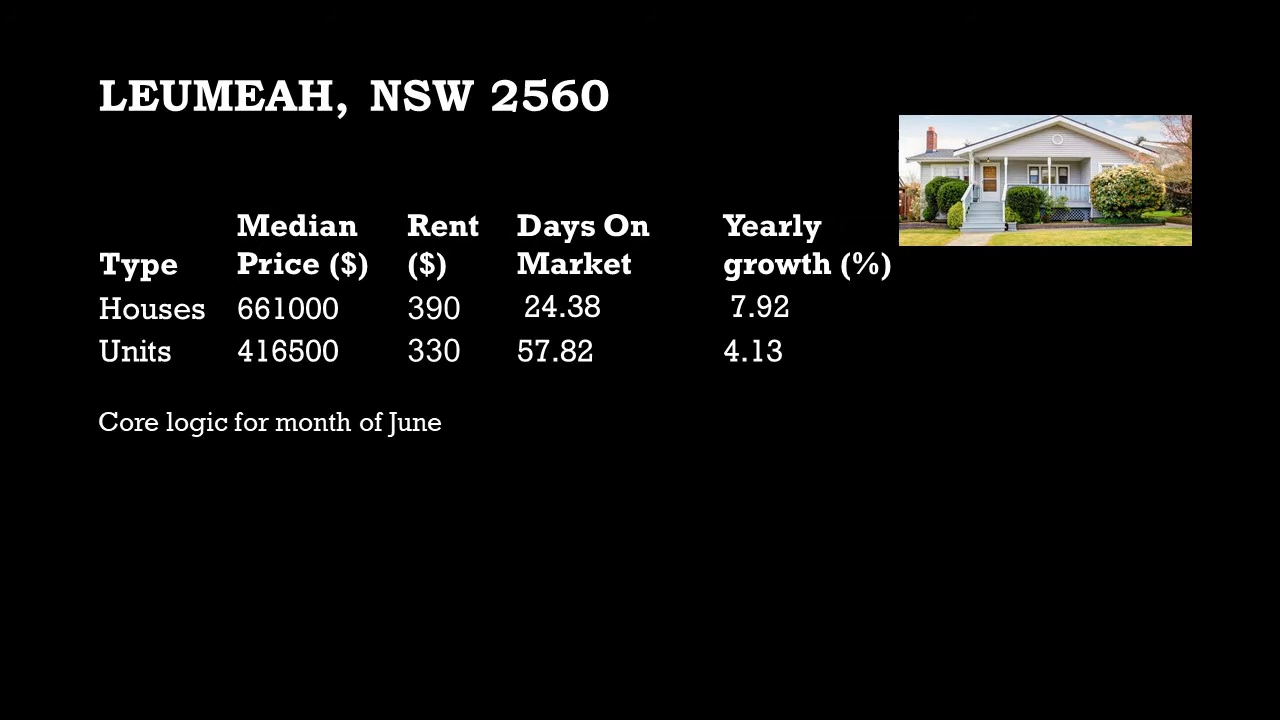 LEUMEAH, NSW 2560
Type Median Price ($) Rent ($) Days On Market Yearly growth (%)
Houses 661000 390 24.38 7.92
Units 416500 330 57.82 4.13
Core logic for month of June